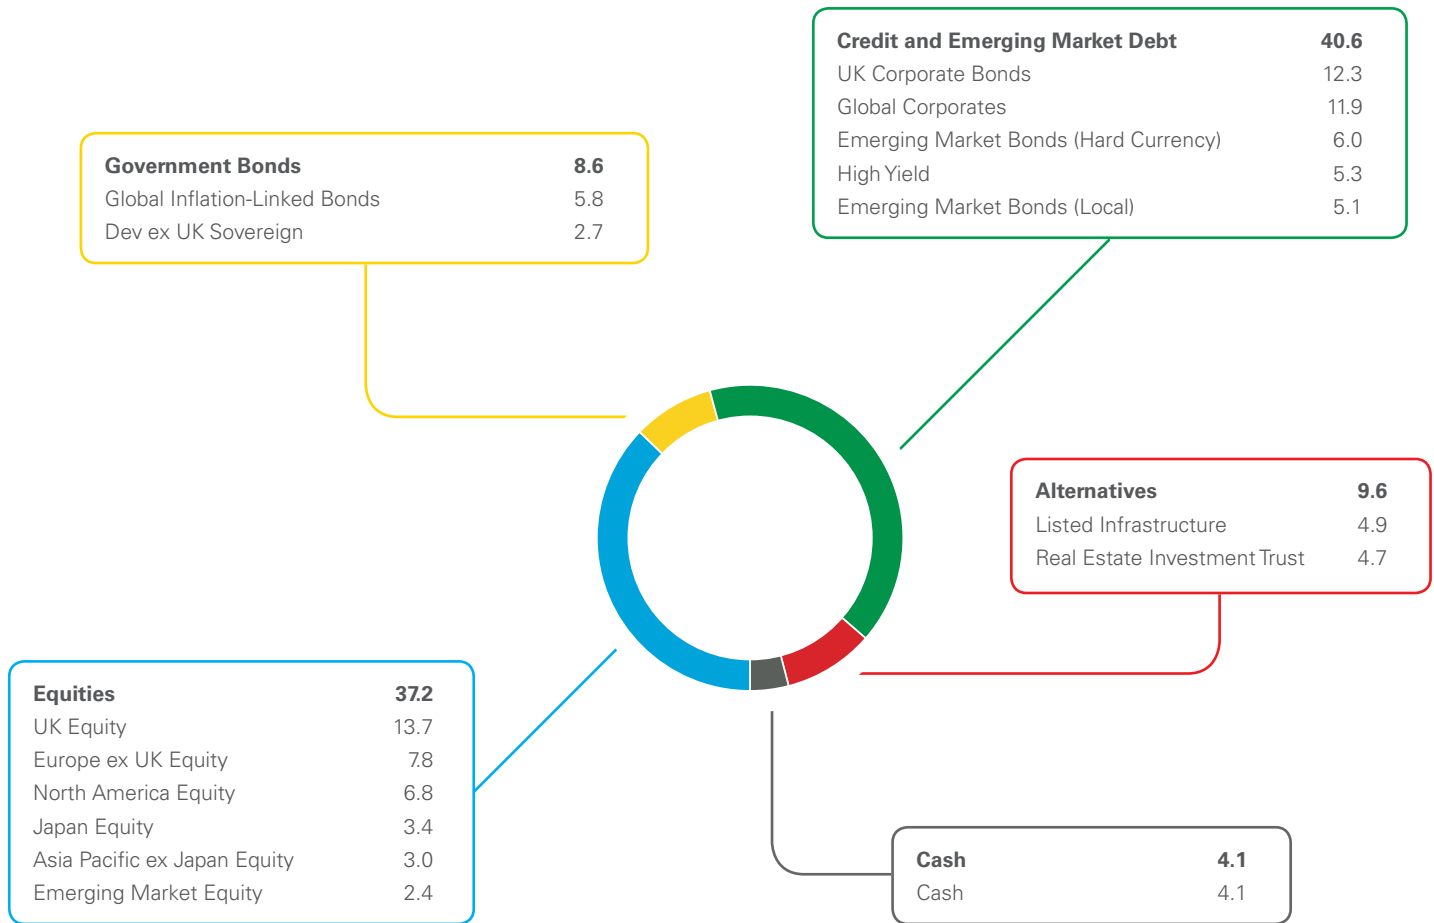 Credit and Emerging Market Debt 40.6
UK Corporate Bonds 12.3
Global Corporates 11.9
Emerging Market Bonds (Hard Currency) 6.0
High Yield 5.3
Emerging Market Bonds (Local) 5.1
Government Bonds 8.6
Global Inflation-Linked Bonds 5.8
Dev ex UK Sovereign 2.7
Alternatives 9.6
Listed Infrastructure 4.9
Real Estate Investment Trust 4.7
Equities 37.2
UK Equity 13.7
Europe ex UK Equity 7.8
North America Equity 6.8
Japan Equity 3.4
Asia Pacific ex Japan Equity 3.0
Emerging Market Equity 2.4
Cash 4.1
Cash 4.1